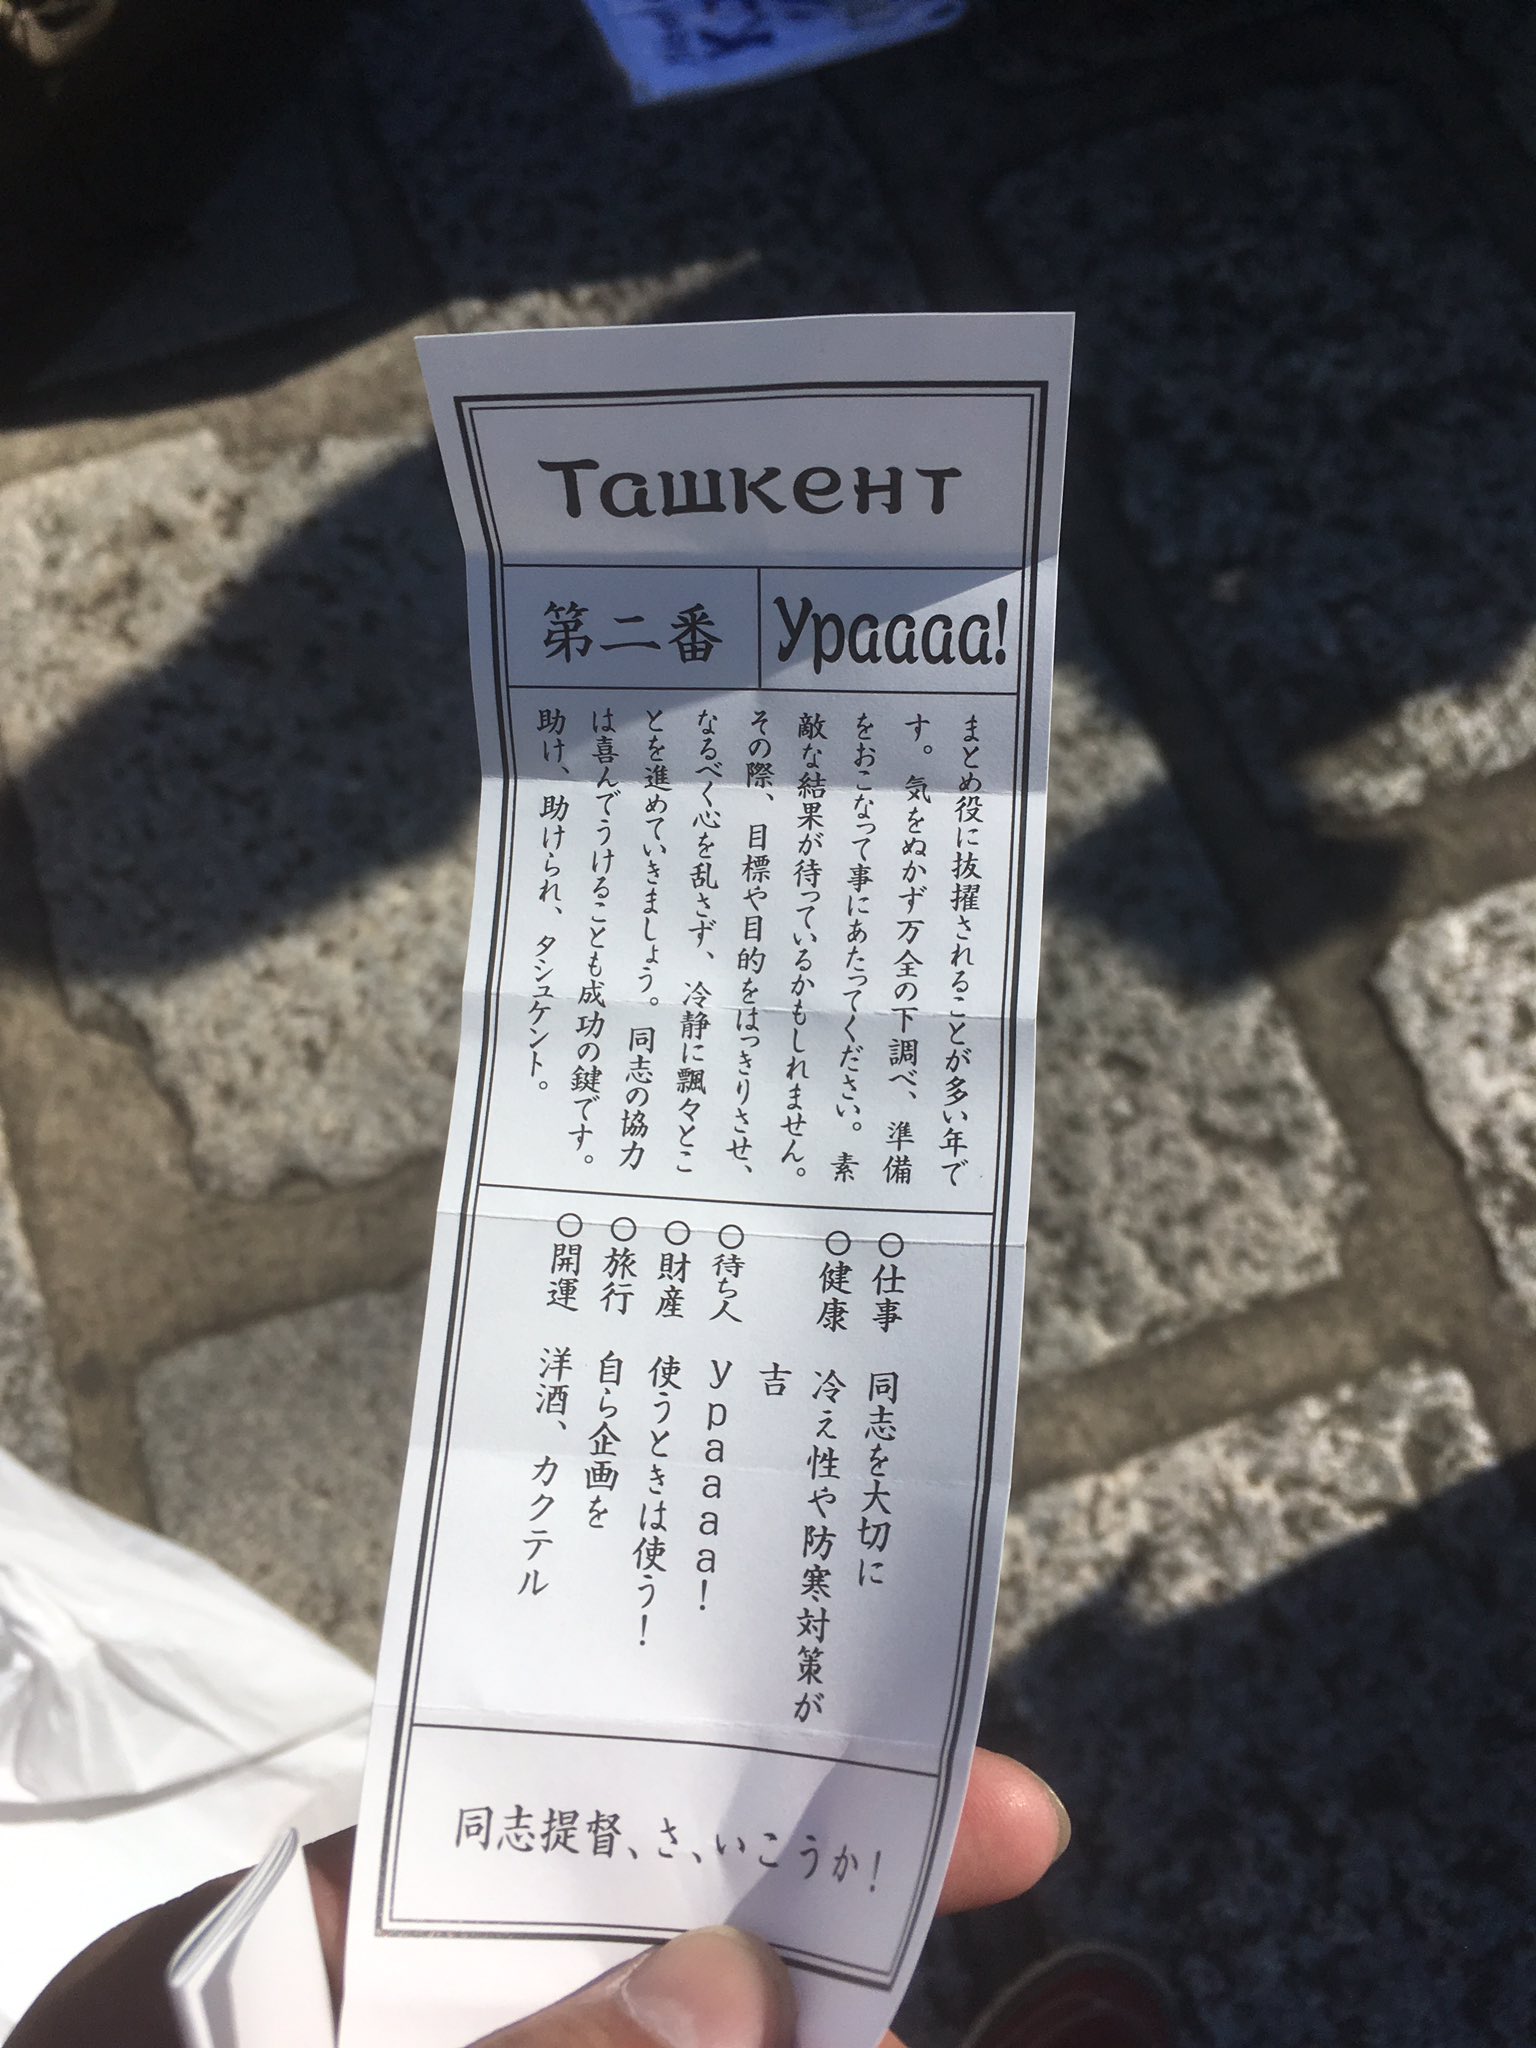 Ташкент
第二番
Ураааа!
まとめ役に抜擢されることが多い年で
す。気をぬかず万全の下調べ、準備
をおこなって事にあたってください。素
敵な結果が待っているかもしれません。
その際、目標や目的をはっきりさせ、
なるべく心を乱さず、冷静に飄々とこ
とを進めていきましょう。同志の協力
は喜んでうけることも成功の鍵です。
助け、助けられ、タシュケント。
○仕事 同志を大切に
○健康 冷え性や防寒対策が
吉
○待ち人 ураааа！
○財産 使うときは使う！
○旅行 自ら企画を
○開運 洋酒、カクテル
同志提督、さ、いこうか！